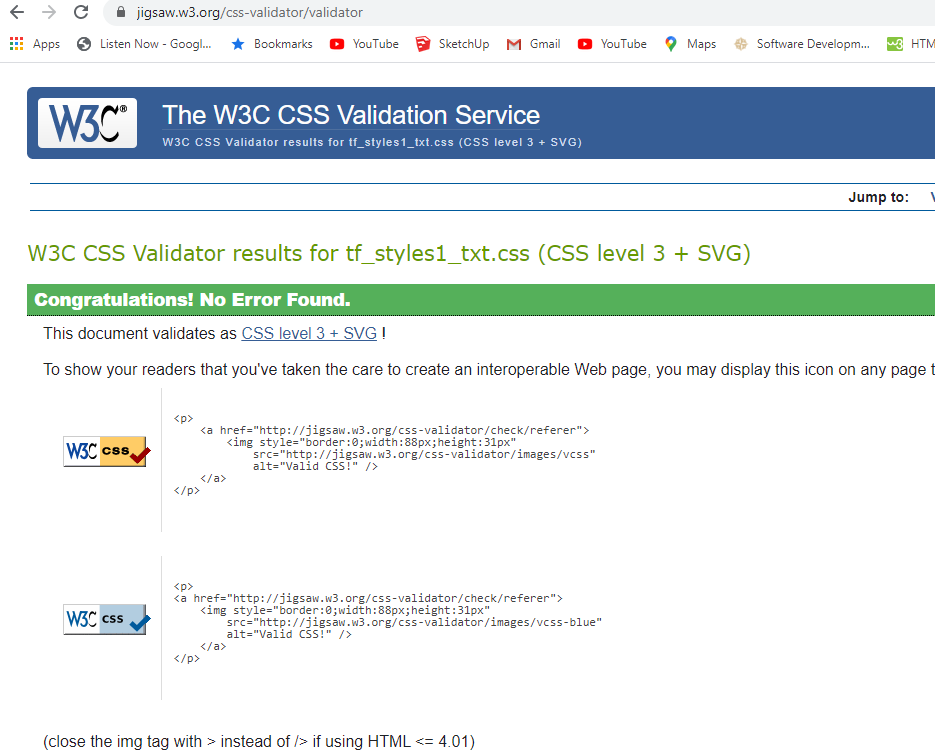 jigsaw.w3.org/css-validator/validator
Apps Listen Now - Googl... Bookmarks YouTube SketchUp Gmail YouTube Maps Software Developm... w3 HTM
W3C® The W3C CSS Validation Service
W3C CSS Validator results for tf_styles1_txt.css (CSS level 3 + SVG)
Jump to:
W3C CSS Validator results for tf_styles1_txt.css (CSS level 3 + SVG)
Congratulations! No Error Found.
This document validates as CSS level 3 + SVG !
To show your readers that you've taken the care to create an interoperable Web page, you may display this icon on any page t
W3C css
<p>
<a href="http://jigsaw.w3.org/css-validator/check/referer">
<img style="border:0;width:88px;height:31px"
src="http://jigsaw.w3.org/css-validator/images/vcss"
alt="Valid CSS!" />
</a>
</p>
W3C css
<p>
<a href="http://jigsaw.w3.org/css-validator/check/referer">
<img style="border:0;width:88px;height:31px"
src="http://jigsaw.w3.org/css-validator/images/vcss-blue"
alt="Valid CSS!" />
</a>
</p>
(close the img tag with > instead of /> if using HTML <= 4.01)